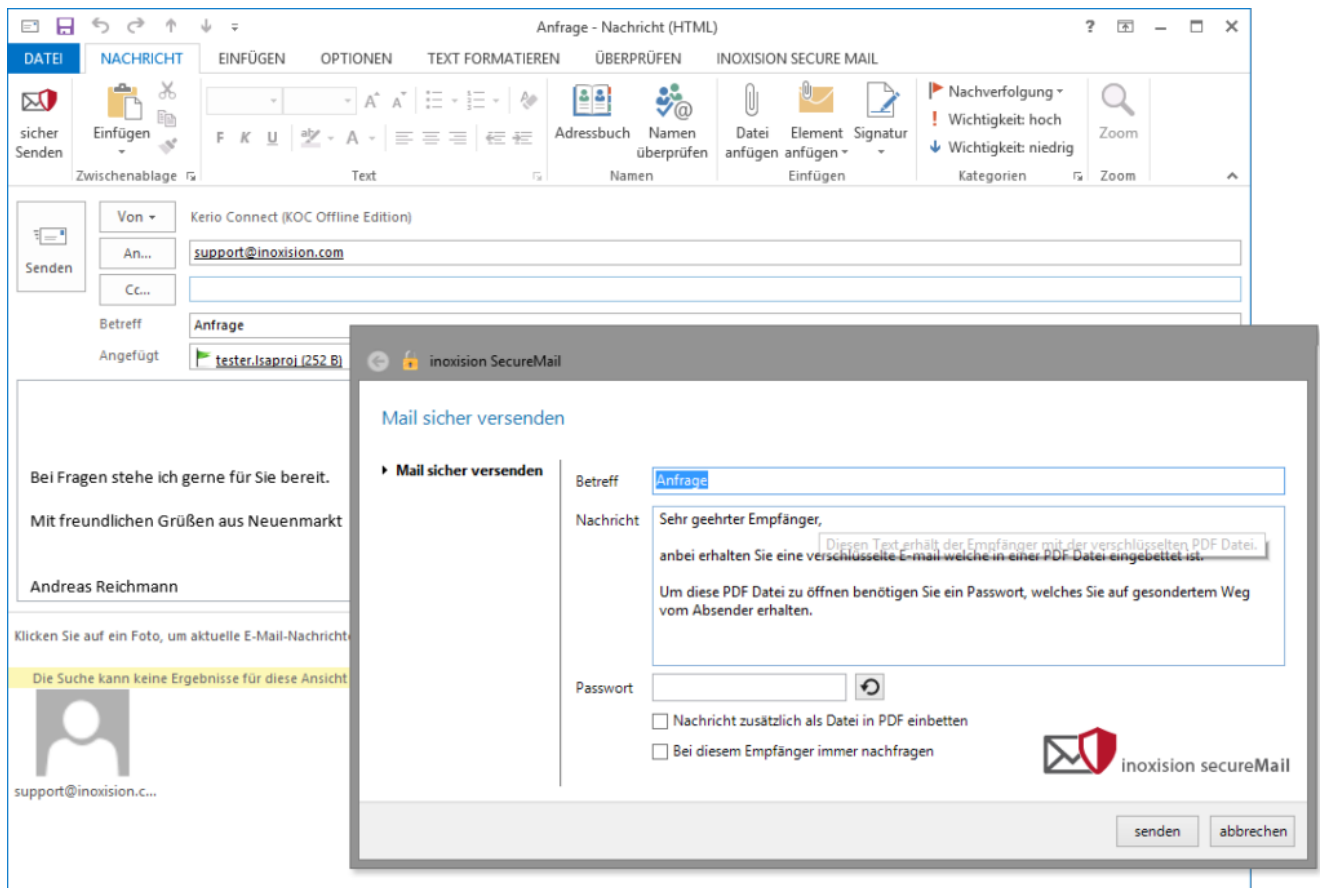 Anfrage - Nachricht (HTML)
?
DATEI NACHRICHT EINFÜGEN OPTIONEN TEXT FORMATIEREN ÜBERPRÜFEN INOXISION SECURE MAIL
sicher
Senden
Einfügen
Zwischenablage
F K U
Text
Adressbuch
Namen
überprüfen
Namen
Datei
anfügen
Element
anfügen
Signatur
Einfügen
Nachverfolgung
Wichtigkeit: hoch
Wichtigkeit: niedrig
Kategorien
Zoom
Zoom
Senden
Von
Kerio Connect (KOC Offline Edition)
An...
support@inoxision.com
Cc...
Betreff
Anfrage
Angefügt
tester.lsaproj (252 B)
Bei Fragen stehe ich gerne für Sie bereit.
Mit freundlichen Grüßen aus Neuenmarkt
Andreas Reichmann
Klicken Sie auf ein Foto, um aktuelle E-Mail-Nachrichte
Die Suche kann keine Ergebnisse für diese Ansicht
support@inoxision.c...
inoxision SecureMail
Mail sicher versenden
Mail sicher versenden
Betreff
Anfrage
Nachricht
Sehr geehrter Empfänger,
Diesen Text erhält der Empfänger mit der verschlüsselten PDF Datei.
anbei erhalten Sie eine verschlüsselte E-mail welche in einer PDF Datei eingebettet ist.
Um diese PDF Datei zu öffnen benötigen Sie ein Passwort, welches Sie auf gesondertem Weg
vom Absender erhalten.
Passwort
Nachricht zusätzlich als Datei in PDF einbetten
Bei diesem Empfänger immer nachfragen
inoxision secureMail
senden
abbrechen